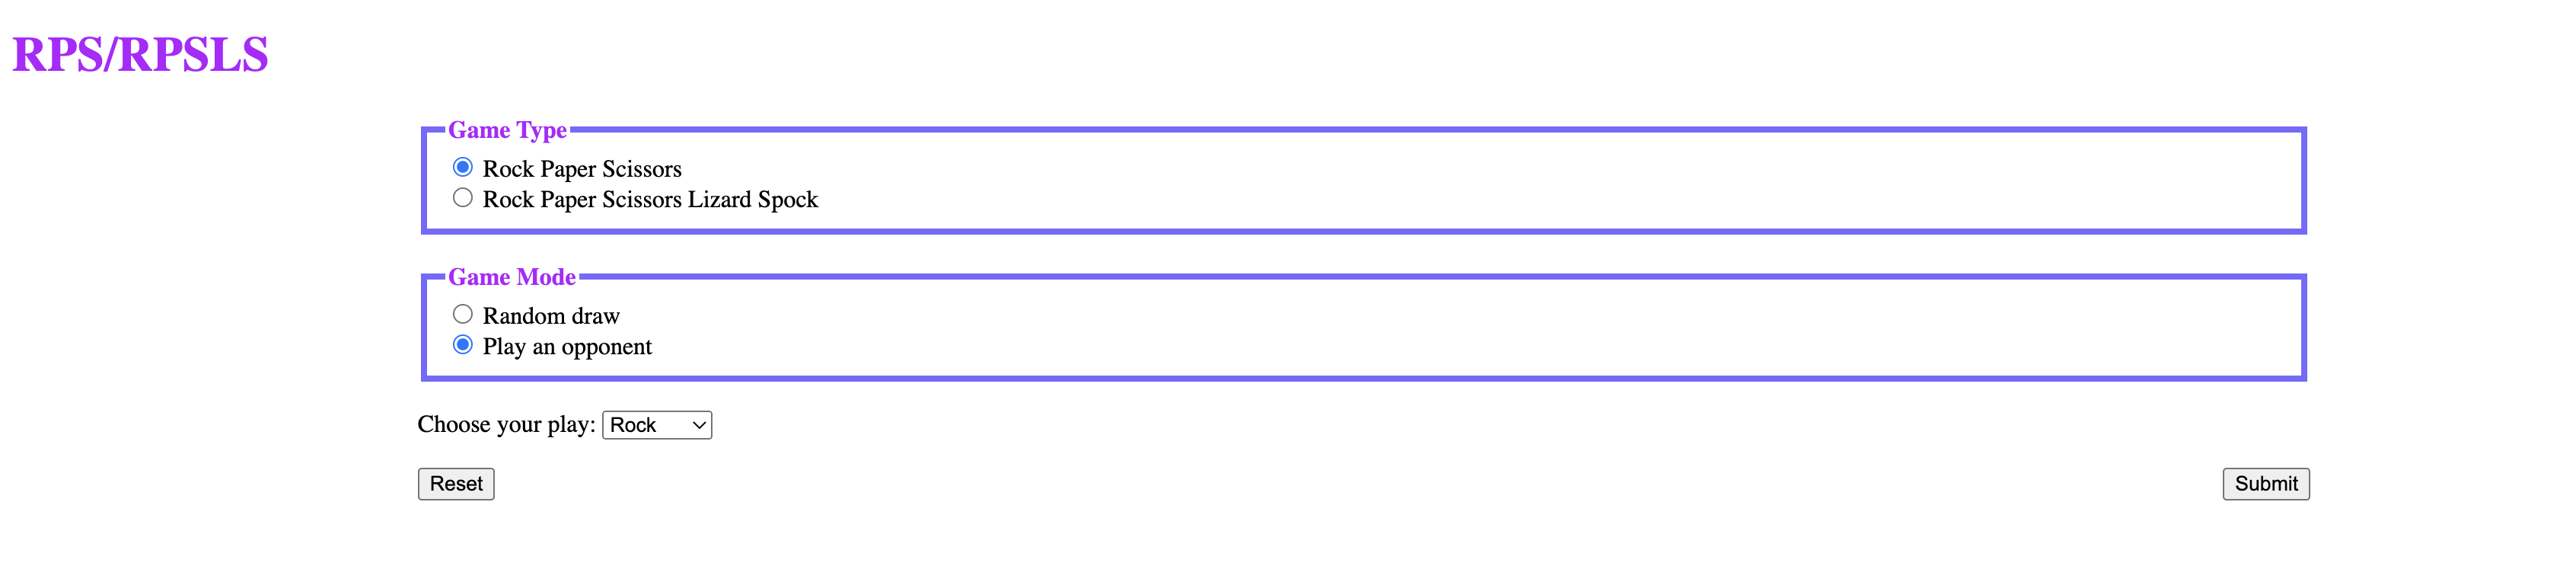 RPS/RPSLS
Game Type
Rock Paper Scissors
Rock Paper Scissors Lizard Spock
Game Mode
Random draw
Play an opponent
Choose your play: Rock
Reset Submit